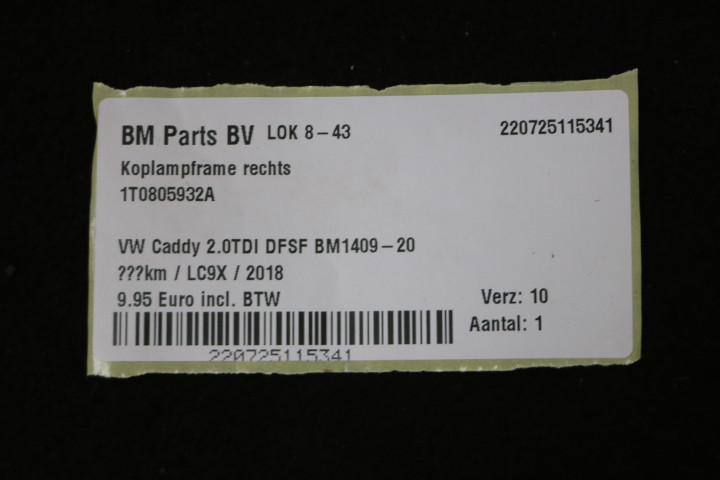 BM Parts BV LOK 8-43 220725115341
Koplampframe rechts
1T0805932A
VW Caddy 2.0TDI DFSF BM1409-20
???km / LC9X / 2018
9.95 Euro incl. BTW Verz: 10
Aantal: 1
220725115341